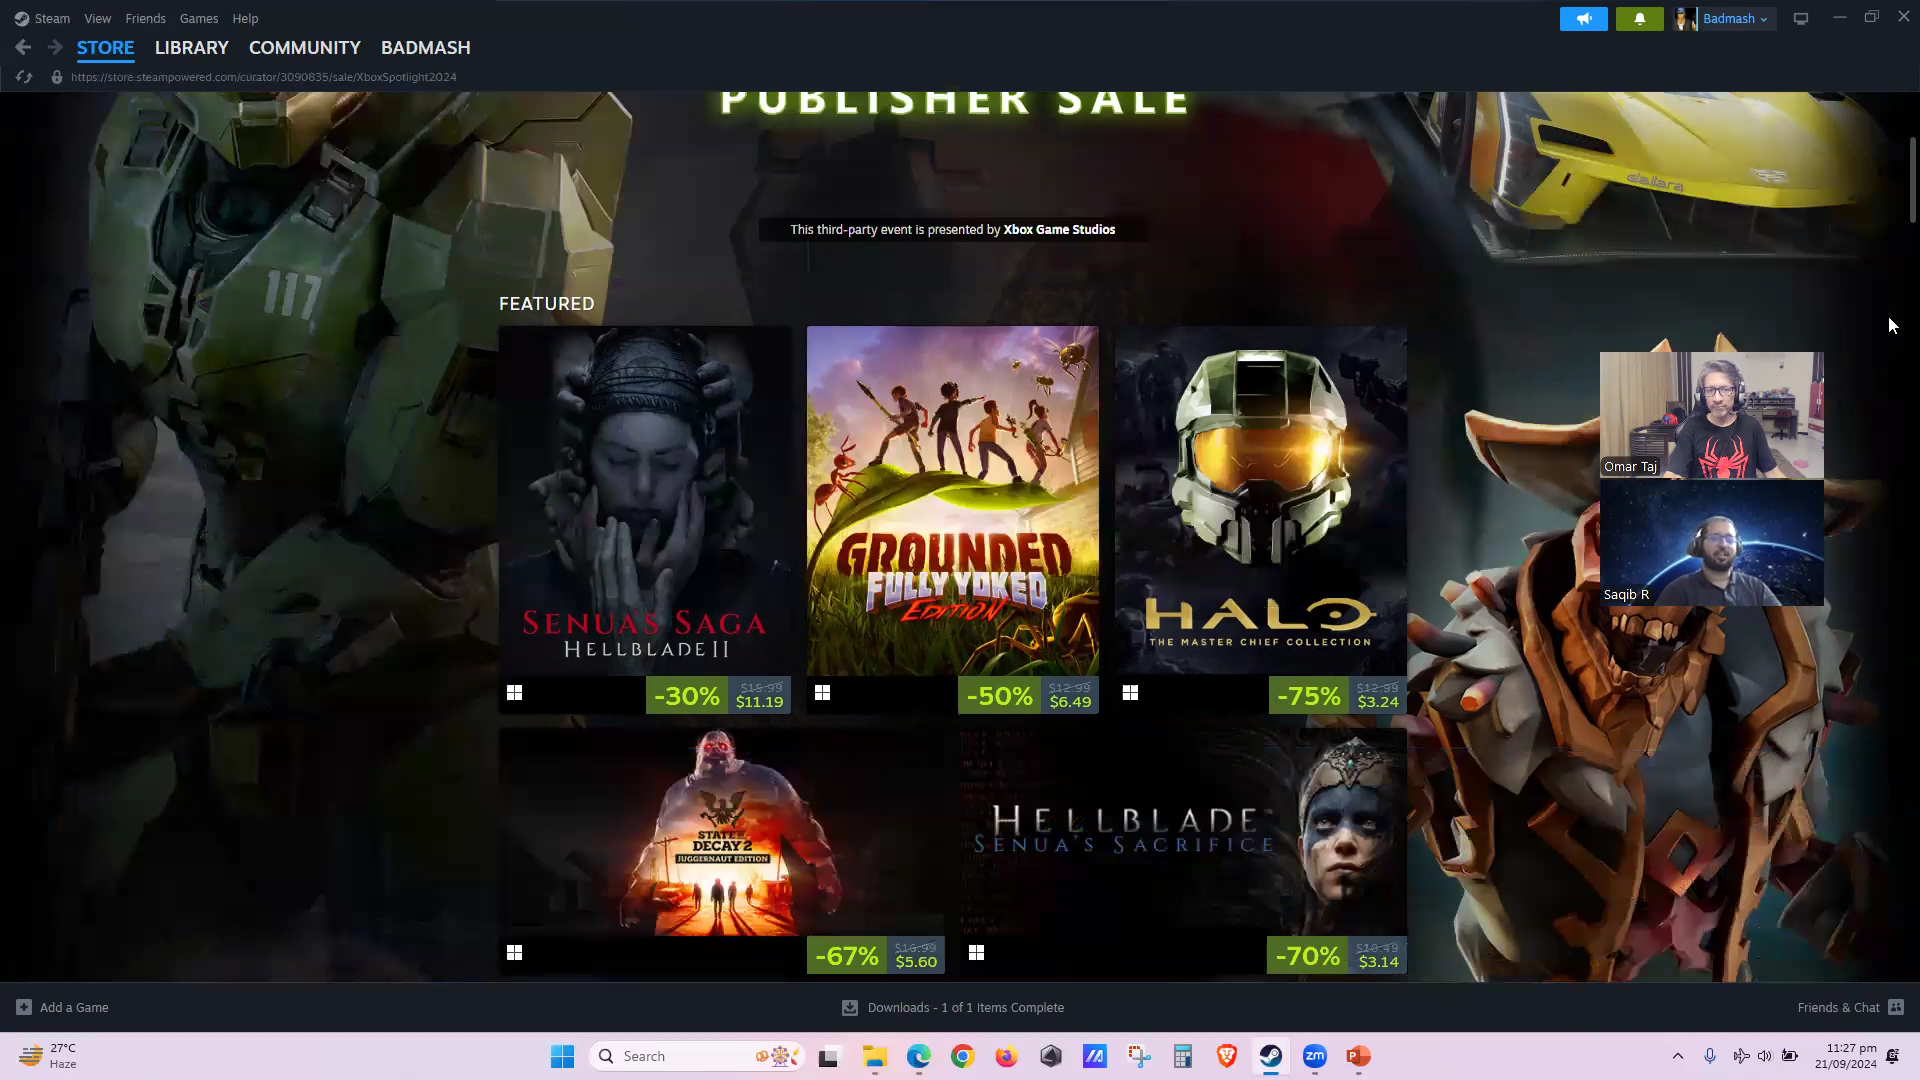 Steam View Friends Games Help
Badmash
STORE LIBRARY COMMUNITY BADMASH
https://store.steampowered.com/curator/3090835/sale/XboxSpotlight2024
PUBLISHER SALE
dallara
This third-party event is presented by Xbox Game Studios
117
FEATURED
SENUA'S SAGA
HELLBLADE II
GROUNDED
FULLY YOKED
EDITION
HALO
THE MASTER CHIEF COLLECTION
-30% $15.99 $11.19
-50% $12.99 $6.49
-75% $12.99 $3.24
Omar Taj
Saqib R
STATE OF
DECAY 2
JUGGERNAUT EDITION
HELLBLADE
SENUA'S SACRIFICE
-67% $16.99 $5.60
-70% $10.49 $3.14
Add a Game
Downloads - 1 of 1 Items Complete
Friends & Chat
27°C
Haze
Search
zm
P
11:27 pm
21/09/2024